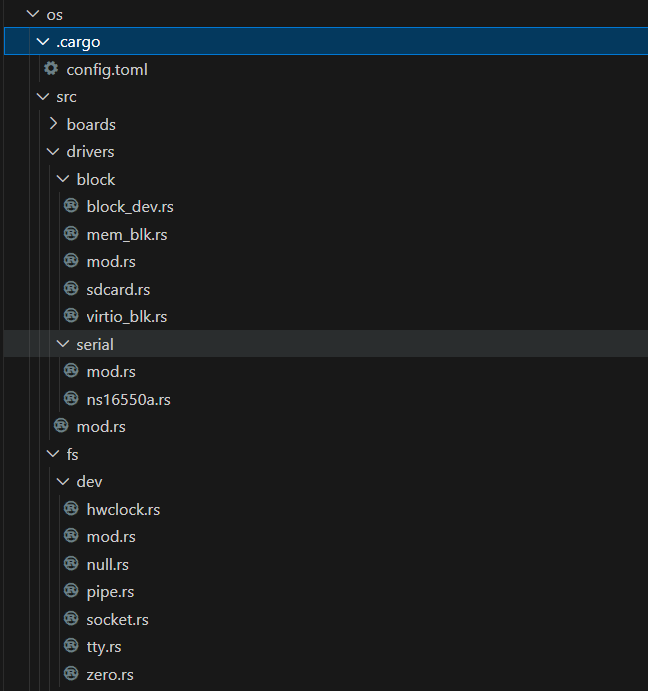 os
.cargo
config.toml
src
boards
drivers
block
block_dev.rs
mem_blk.rs
mod.rs
sdcard.rs
virtio_blk.rs
serial
mod.rs
ns16550a.rs
mod.rs
fs
dev
hwclock.rs
mod.rs
null.rs
pipe.rs
socket.rs
tty.rs
zero.rs